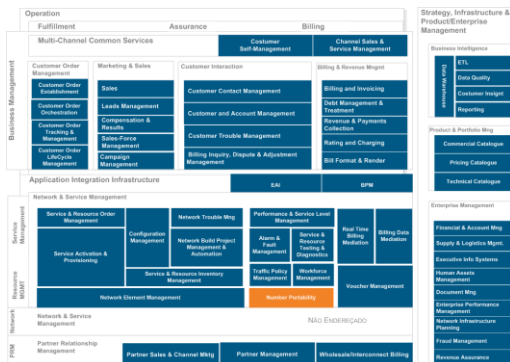 Operation
Fulfillment
Assurance
Billing
Multi-Channel Common Services
Costumer
Self-Management
Channel Sales &
Service Management
Business Management
Customer Order
Management
Customer Order
Establishment
Customer Order
Orchestration
Customer Order
Tracking &
Management
Customer Order
LifeCycle
Management
Marketing & Sales
Sales
Leads Management
Compensation &
Results
Sales-Force
Management
Campaign
Management
Customer Interaction
Customer Contact Management
Customer and Account Management
Customer Trouble Management
Billing Inquiry, Dispute & Adjustment
Management
Billing & Revenue Mngmt
Billing and Invoicing
Debt Management &
Treatment
Revenue & Payments
Collection
Rating and Charging
Bill Format & Render
Application Integration Infrastructure
EAI
BPM
Network & Service Management
Service
Management
Resource
MGMT
Service & Resource Order
Management
Service Activation &
Provisioning
Configuration
Management
Network Trouble Mng
Network Build Project
Management
& Automation
Service & Resource Inventory
Management
Network Element Management
Performance & Service Level
Management
Alarm &
Fault
Management
Service &
Resource
Testing &
Diagnostics
Traffic Policy
Management
Workforce
Management
Number Portability
Real Time
Billing
Mediation
Billing Data
Mediation
Voucher Management
Network
Network & Service
Management
NÃO ENDEREÇADO
PRM
Partner Relationship
Management
Partner Sales & Channel Mktg
Partner Management
Wholesale/Interconnect Billing
Strategy, Infrastructure &
Product/Enterprise
Management
Business Intelligence
Data Warehouse
ETL
Data Quality
Costumer Insignt
Reporting
Product & Portfolio Mng
Commercial Catalogue
Pricing Catalogue
Technical Catalogue
Enterprise Management
Financial & Account Mng
Supply & Logistics Mgmt.
Executive Info Systems
Human Assets
Management
Document Mng
Enterprise Performance
Management
Network Infrastructure
Planning
Fraud Management
Revenue Assurance